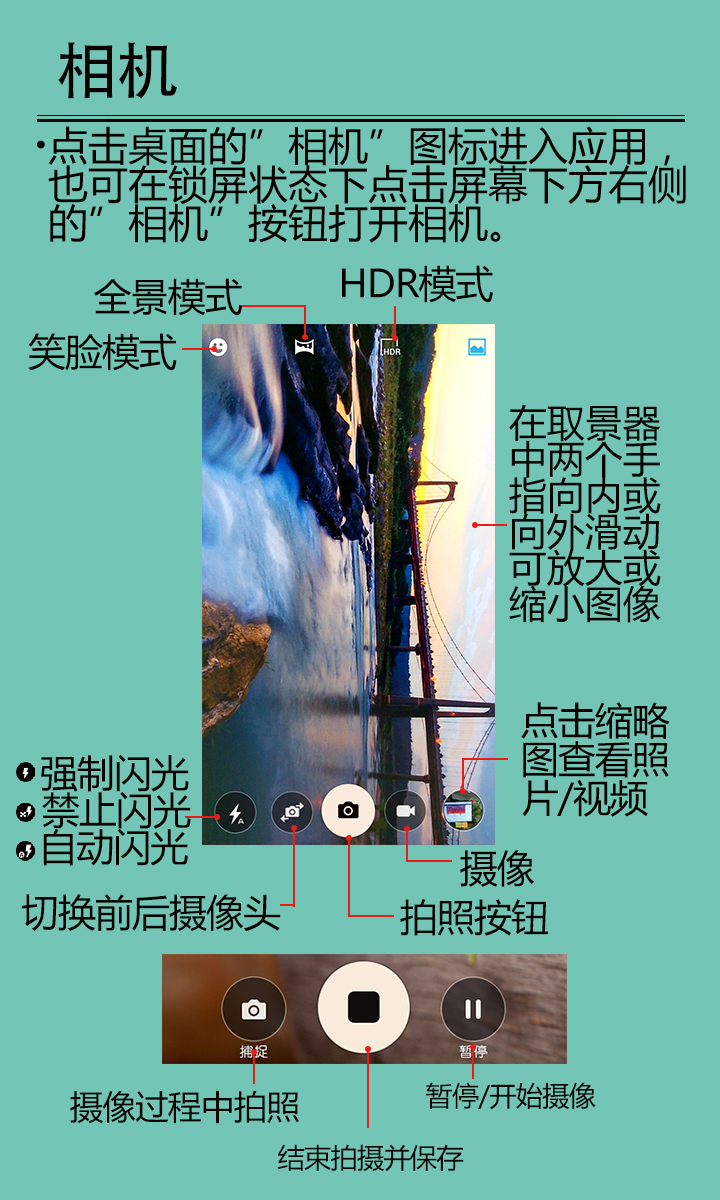 相机
·点击桌面的”相机”图标进入应用，
也可在锁屏状态下点击屏幕下方右侧
的”相机”按钮打开相机。
HDR模式
全景模式
笑脸模式
HDR
在取景器
中两个手
指向内或
向外滑动
可放大或
缩小图像
点击缩略
图查看照
片/视频
强制闪光
禁止闪光
自动闪光
A
摄像
切换前后摄像头
拍照按钮
捕捉
暂停
摄像过程中拍照
暂停/开始摄像
结束拍摄并保存